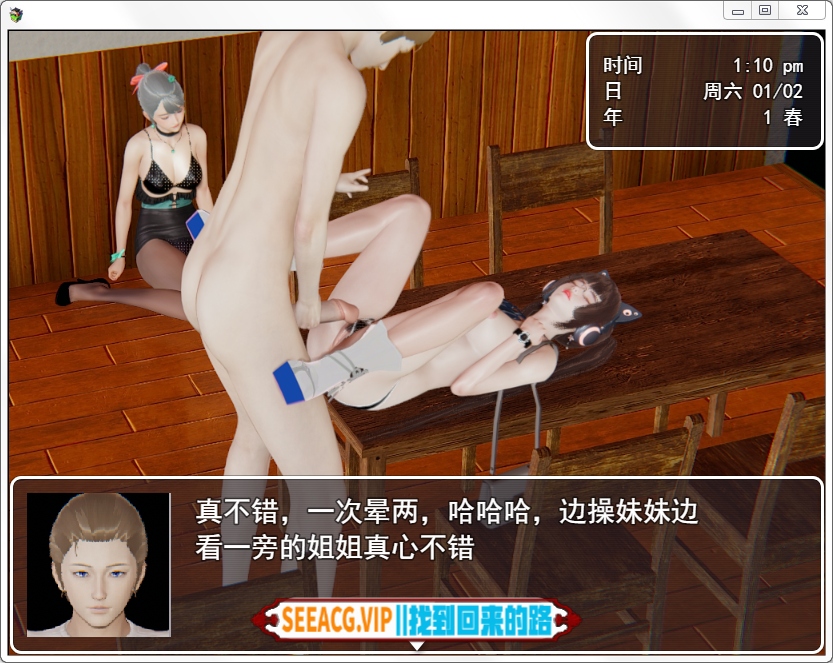 时间 1:10 pm
日 周六 01/02
年 1 春
真不错，一次晕两，哈哈哈，边操妹妹边
看一旁的姐姐真心不错
SEEACG.VIP||找到回来的路